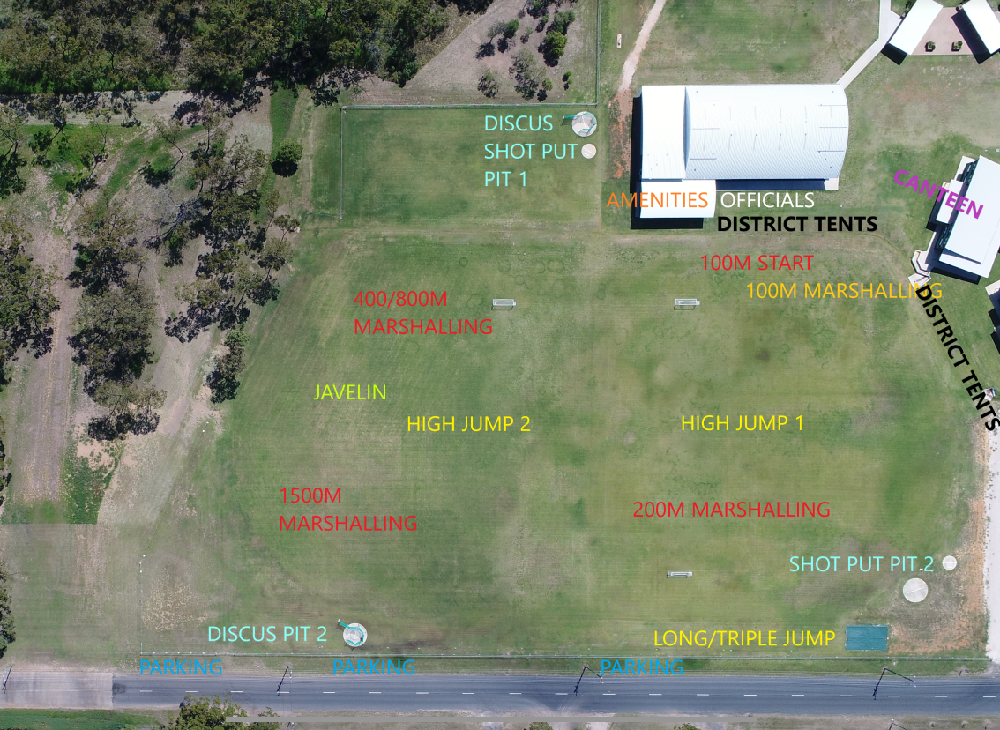 DISCUS
SHOT PUT
PIT 1
CANTEEN
AMENITIES
OFFICIALS
DISTRICT TENTS
100M START
100M MARSHALLING
400/800M
MARSHALLING
DISTRICT TENTS
JAVELIN
HIGH JUMP 2
HIGH JUMP 1
1500M
MARSHALLING
200M MARSHALLING
SHOT PUT PIT 2
DISCUS PIT 2
LONG/TRIPLE JUMP
PARKING
PARKING
PARKING